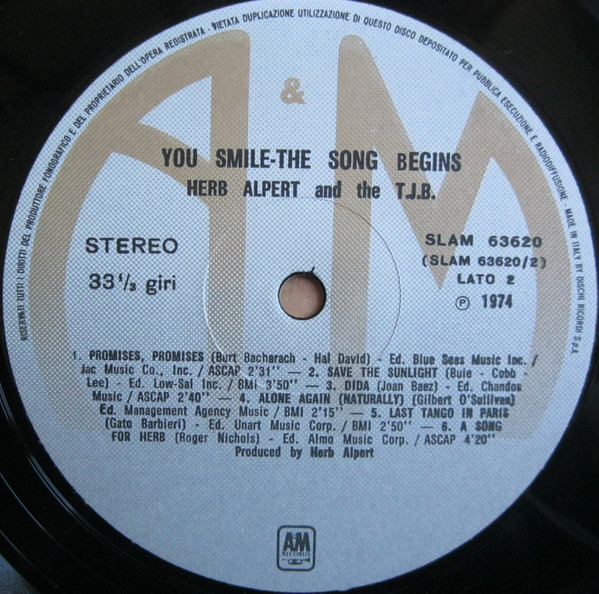 RISERVATI TUTTI I DIRITTI DEL PRODUTTORE FONOGRAFICO E DEL PROPRIETARIO DELL'OPERA REGISTRATA - VIETATA DUPLICAZIONE UTILIZZAZIONE DI QUESTO DISCO DEPOSITATO PER PUBBLICA ESECUZIONE E RADIODIFFUSIONE - MADE IN ITALY BY DISCHI RICORDI S.p.A.
A & M
YOU SMILE-THE SONG BEGINS
HERB ALPERT and the T.J.B.
STEREO
33 1/3 giri
SLAM 63620
(SLAM 63620/2)
LATO 2
℗ 1974
1. PROMISES, PROMISES (Burt Bacharach - Hal David) - Ed. Blue Seas Music Inc. /
Jac Music Co., Inc. / ASCAP 2'31'' — 2. SAVE THE SUNLIGHT (Buie - Cobb -
Lee) - Ed. Low-Sal Inc. / BMI 3'50'' — 3. DIDA (Joan Baez) - Ed. Chandos
Music / ASCAP 2'40'' — 4. ALONE AGAIN (NATURALLY) (Gilbert O'Sullivan)
Ed. Management Agency Music / BMI 2'15'' — 5. LAST TANGO IN PARIS
(Gato Barbieri) - Ed. Unart Music Corp. / BMI 2'50'' — 6. A SONG
FOR HERB (Roger Nichols) - Ed. Almo Music Corp. / ASCAP 4'20''
Produced by Herb Alpert
AM
RECORDS